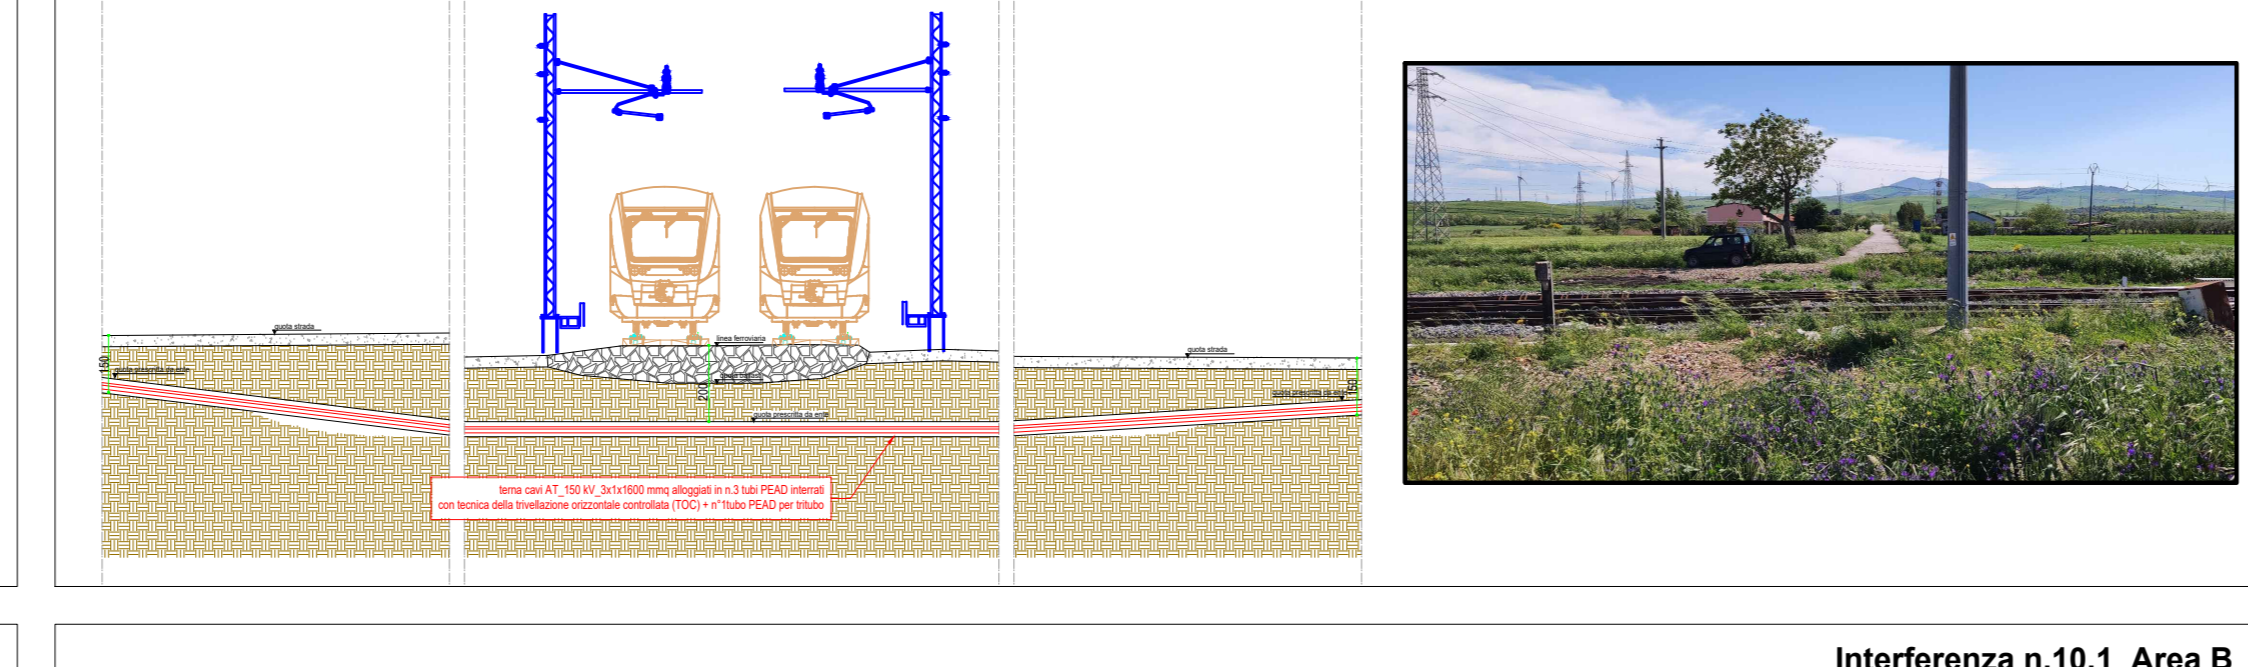 quota strada
150
quota prescritta da ente
linea ferroviaria
200
quota prescritta da ente
quota strada
150
quota prescritta da ente
terna cavi AT_150 kV_3x1x1600 mmq alloggiati in n.3 tubi PEAD interrati
con tecnica della trivellazione orizzontale controllata (TOC) + n°1tubo PEAD per tritubo
Interferenza n.10.1 Area B